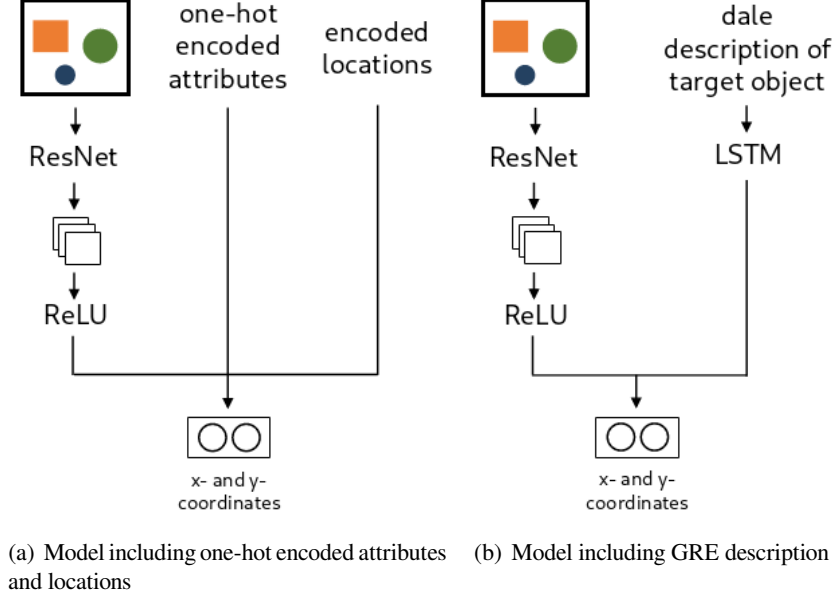 one-hot
encoded
attributes
encoded
locations
ResNet
ReLU
x- and y-
coordinates
(a) Model including one-hot encoded attributes
and locations
dale
description of
target object
ResNet
LSTM
ReLU
x- and y-
coordinates
(b) Model including GRE description